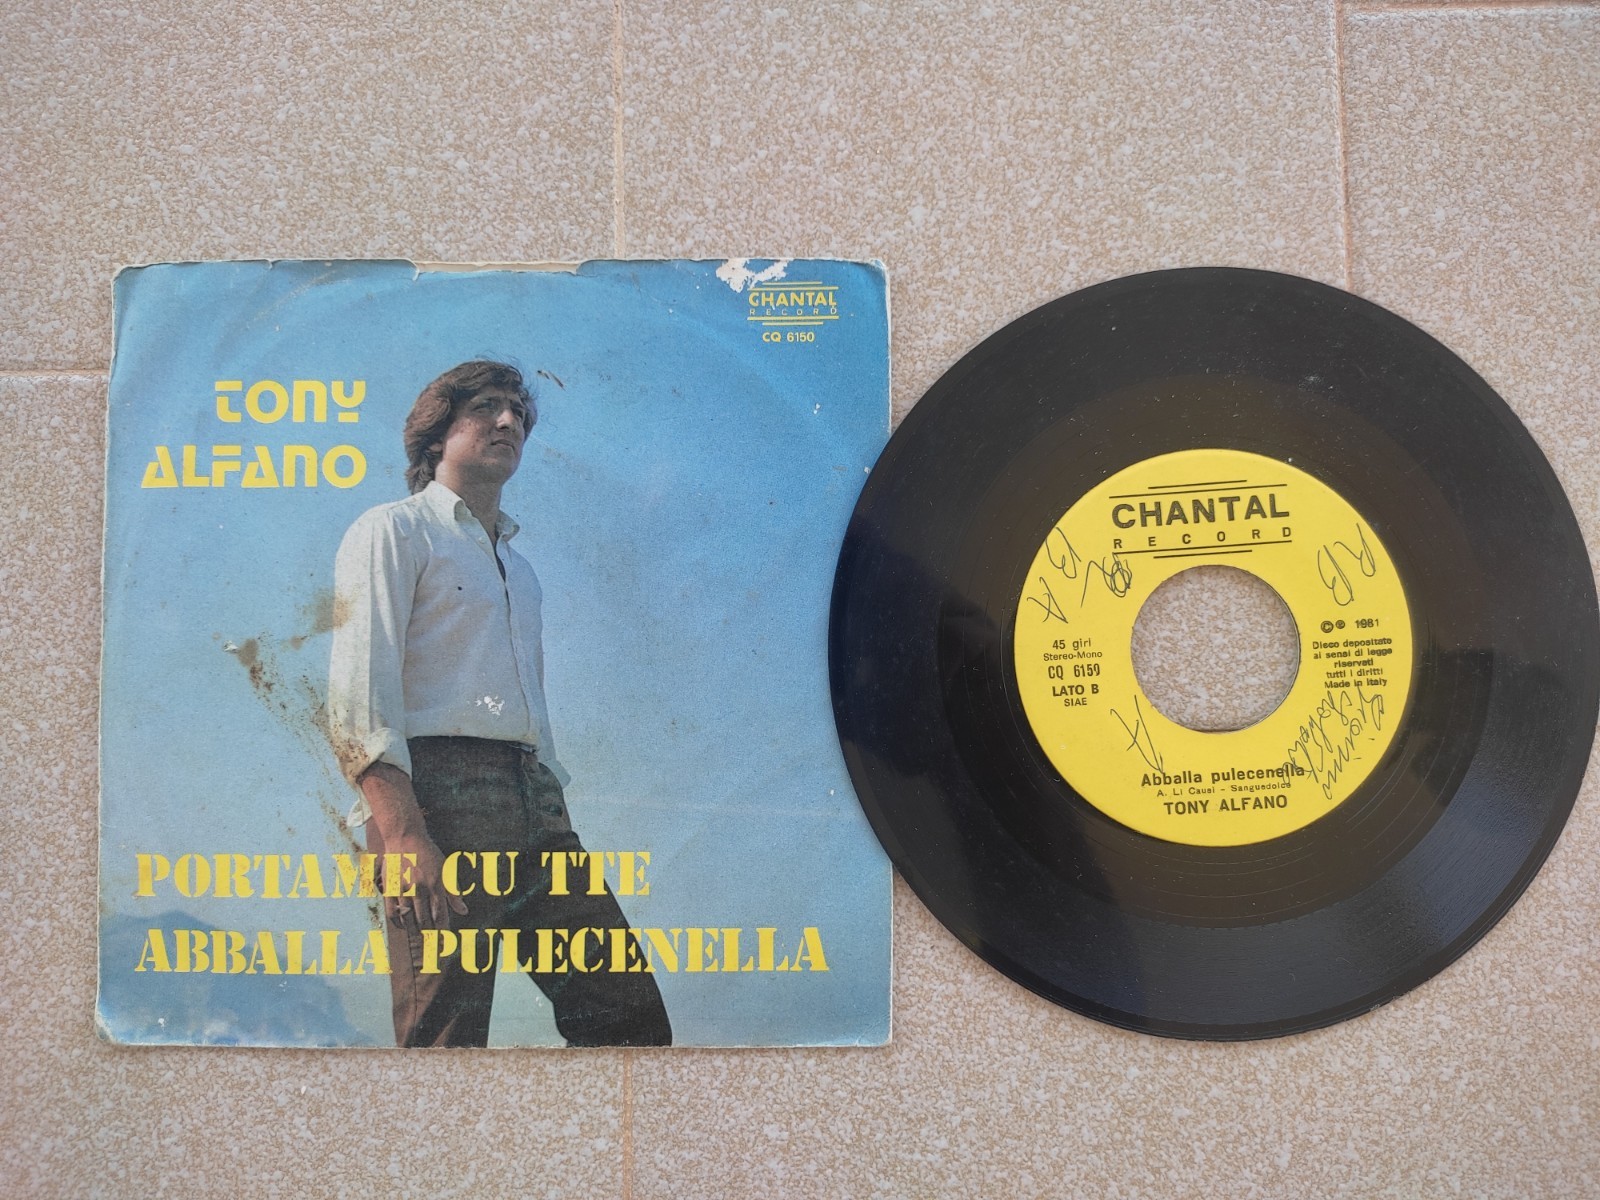 CHANTAL
RECORD
CQ 6150
TONY
ALFANO
PORTAME CU TTE
ABBALLA PULECENELLA
CHANTAL
RECORD
45 giri
Stereo-Mono
CQ 6150
LATO B
SIAE
© ℗ 1981
Disco depositato
ai sensi di legge
riservati
tutti i diritti
Made in Italy
Abballa pulecenella
A. Li Causi - Sanguedolce
TONY ALFANO